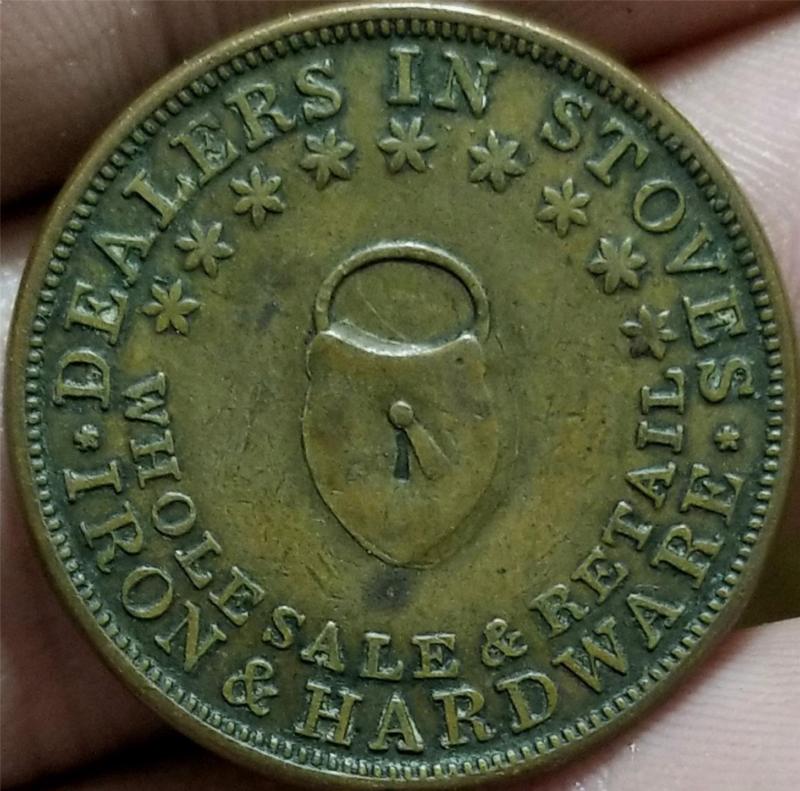 DEALERS IN STOVES
* IRON & HARDWARE *
WHOLESALE & RETAIL